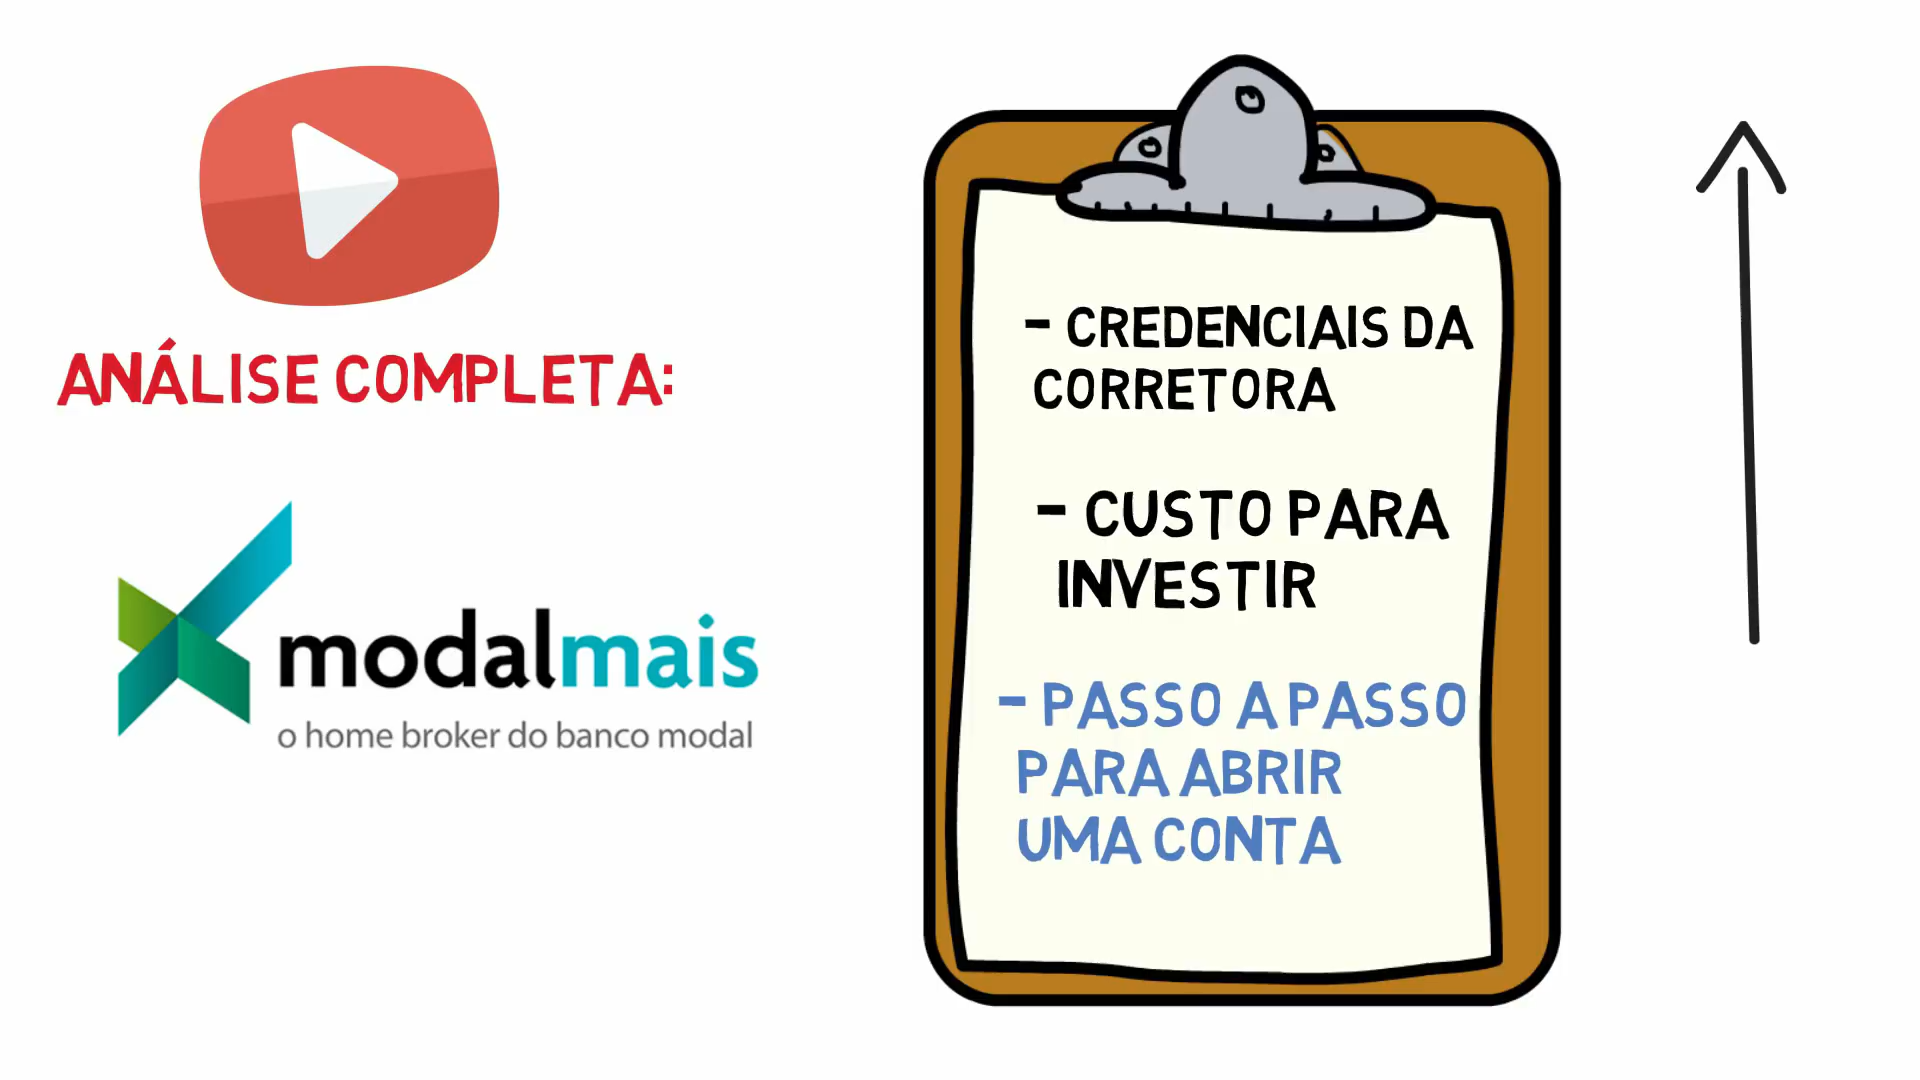 ANÁLISE COMPLETA:
modalmais
o home broker do banco modal
- CREDENCIAIS DA
CORRETORA
- CUSTO PARA
INVESTIR
- PASSO A PASSO
PARA ABRIR
UMA CONTA